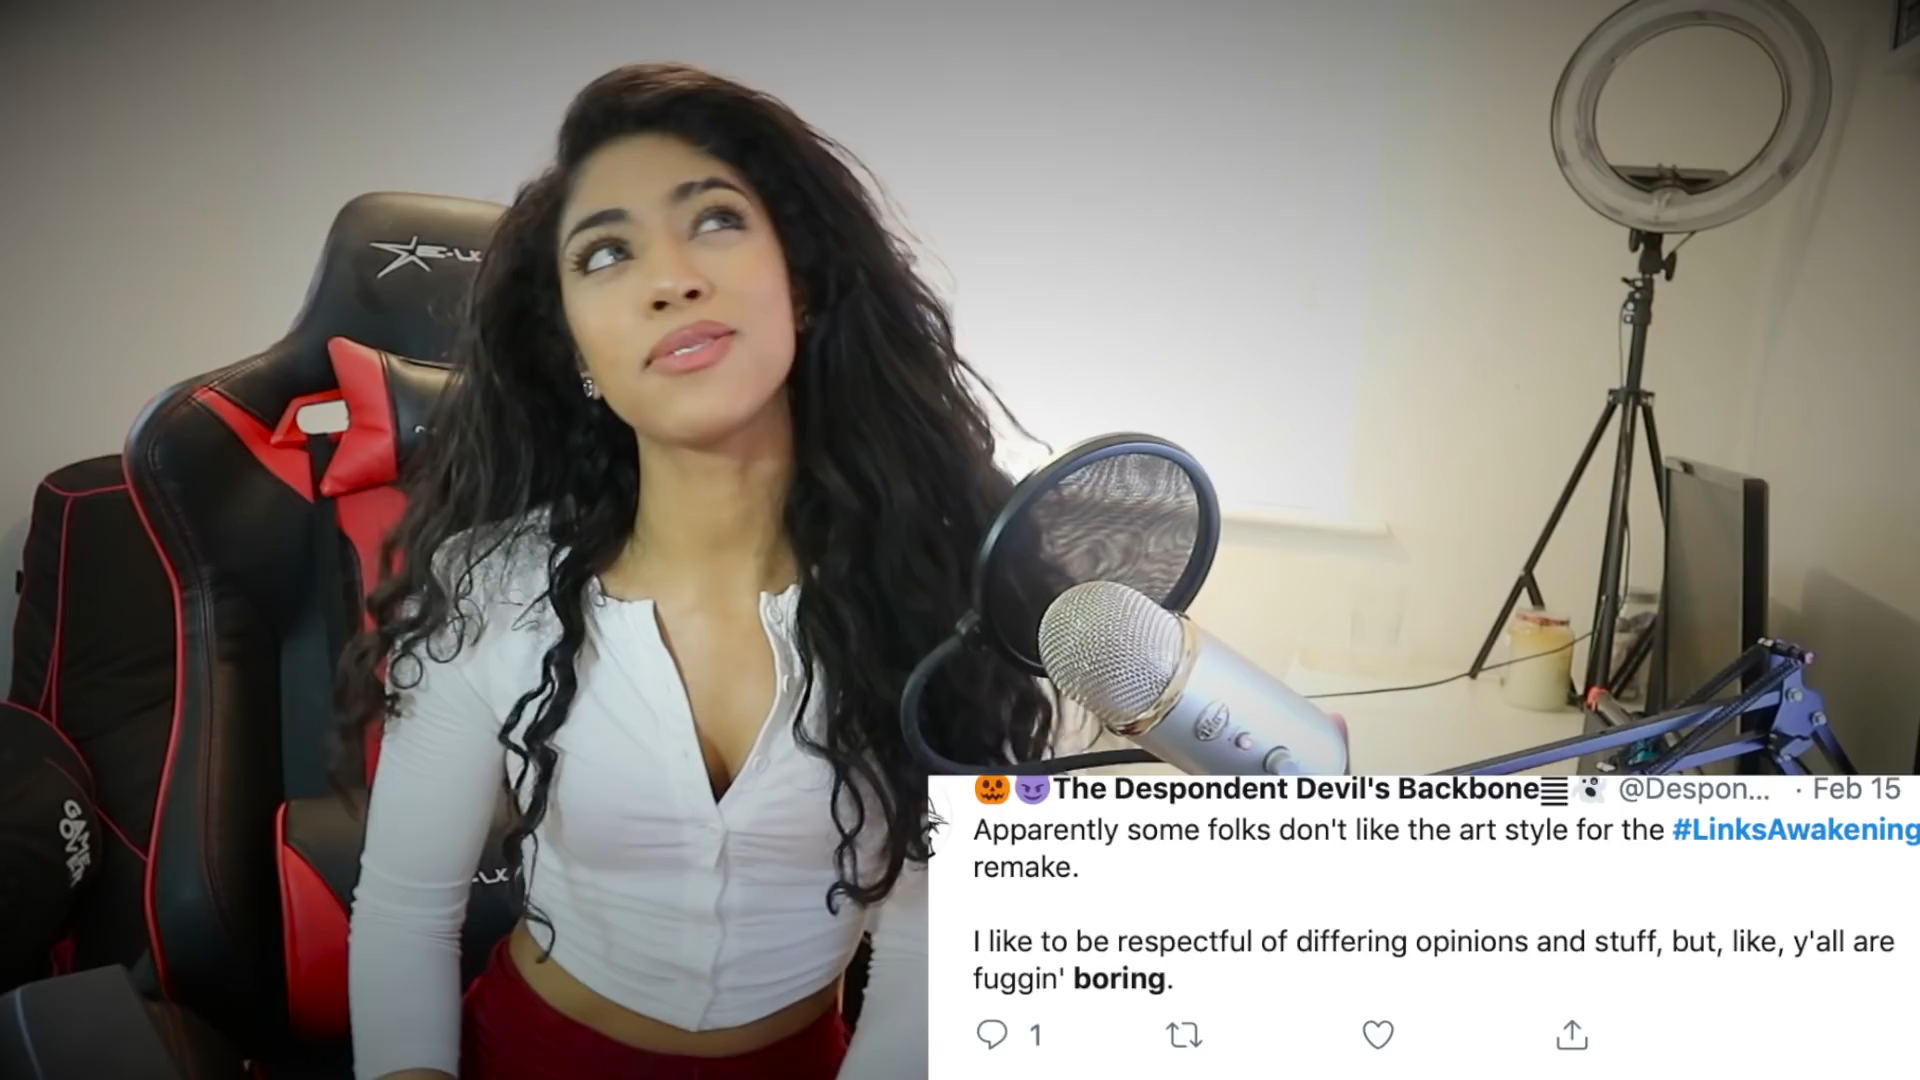 The Despondent Devil's Backbone @Despon... · Feb 15
Apparently some folks don't like the art style for the #LinksAwakening
remake.
I like to be respectful of differing opinions and stuff, but, like, y'all are
fuggin' boring.
1
blue